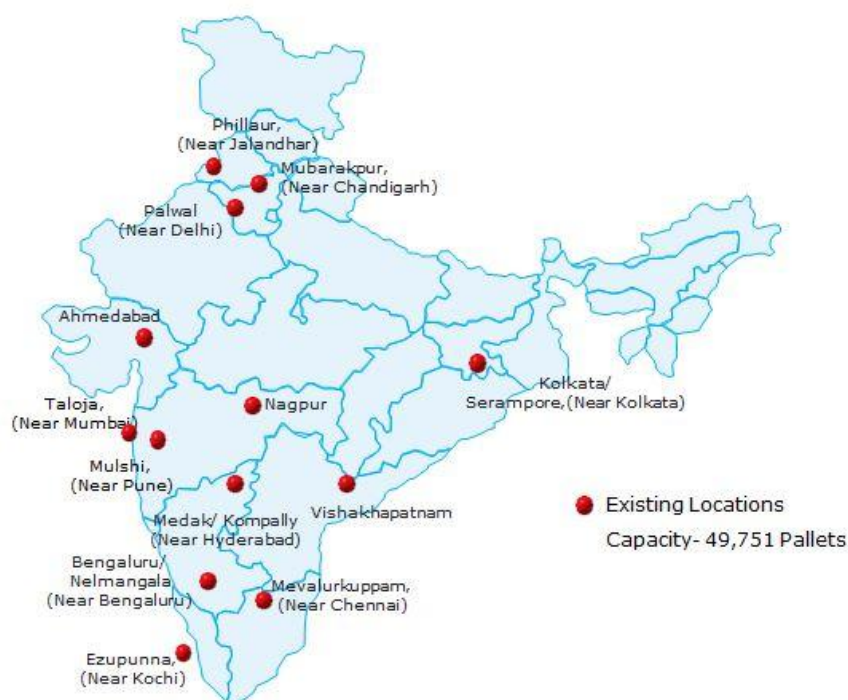 Phillaur,
(Near Jalandhar)
Mubarakpur,
(Near Chandigarh)
Palwal
(Near Delhi)
Ahmedabad
Kolkata/
Serampore,(Near Kolkata)
Taloja,
(Near Mumbai)
Nagpur
Mulshi,
(Near Pune)
Medak/ Kompally
(Near Hyderabad)
Vishakhapatnam
Existing Locations
Capacity- 49,751 Pallets
Bengaluru/
Nelmangala
(Near Bengaluru)
Mevalurkuppam,
(Near Chennai)
Ezupunna,
(Near Kochi)